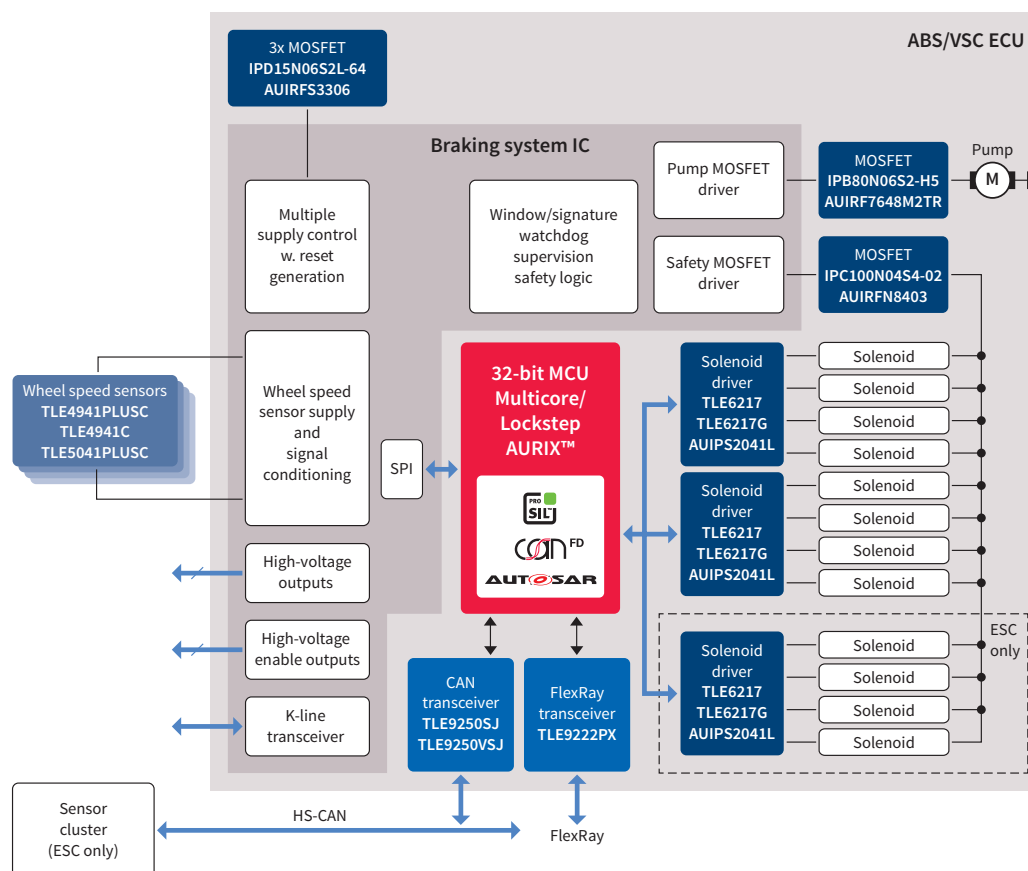 ABS/VSC ECU
3x MOSFET
IPD15N06S2L-64
AUIRFS3306
Braking system IC
Multiple
supply control
w. reset
generation
Window/signature
watchdog
supervision
safety logic
Pump MOSFET
driver
Safety MOSFET
driver
MOSFET
IPB80N06S2-H5
AUIRF7648M2TR
Pump
M
MOSFET
IPC100N04S4-02
AUIRFN8403
Wheel speed sensors
TLE4941PLUSC
TLE4941C
TLE5041PLUSC
Wheel speed
sensor supply
and
signal
conditioning
SPI
32-bit MCU
Multicore/
Lockstep
AURIX™
PRO
SIL
CAN FD
AUTOSAR
Solenoid
driver
TLE6217
TLE6217G
AUIPS2041L
Solenoid
Solenoid
Solenoid
Solenoid
Solenoid
driver
TLE6217
TLE6217G
AUIPS2041L
Solenoid
Solenoid
Solenoid
Solenoid
Solenoid
driver
TLE6217
TLE6217G
AUIPS2041L
Solenoid
Solenoid
Solenoid
Solenoid
ESC
only
High-voltage
outputs
High-voltage
enable outputs
K-line
transceiver
CAN
transceiver
TLE9250SJ
TLE9250VSJ
FlexRay
transceiver
TLE9222PX
Sensor
cluster
(ESC only)
HS-CAN
FlexRay